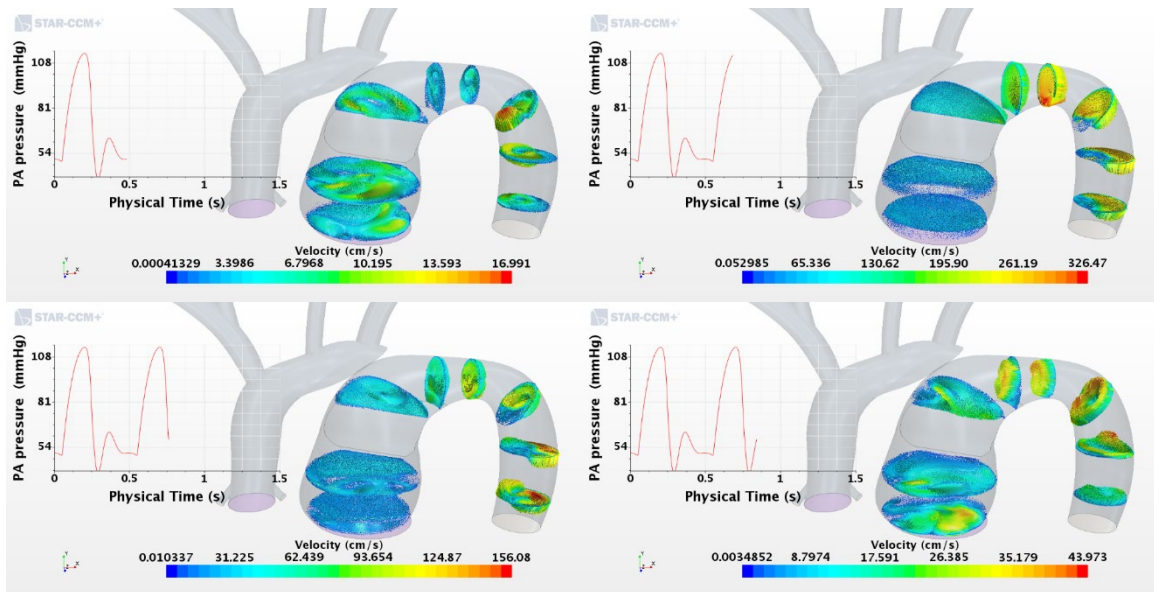 STAR-CCM+
PA pressure (mmHg)
108
81
54
0 0.5 1 1.5
Physical Time (s)
Velocity (cm/s)
0.00041329 3.3986 6.7968 10.195 13.593 16.991
Y
X
STAR-CCM+
PA pressure (mmHg)
108
81
54
0 0.5 1 1.5
Physical Time (s)
Velocity (cm/s)
0.052985 65.336 130.62 195.90 261.19 326.47
Y
X
STAR-CCM+
PA pressure (mmHg)
108
81
54
0 0.5 1 1.5
Physical Time (s)
Velocity (cm/s)
0.010337 31.225 62.439 93.654 124.87 156.08
Y
X
STAR-CCM+
PA pressure (mmHg)
108
81
54
0 0.5 1 1.5
Physical Time (s)
Velocity (cm/s)
0.0034852 8.7974 17.591 26.385 35.179 43.973
Y
X